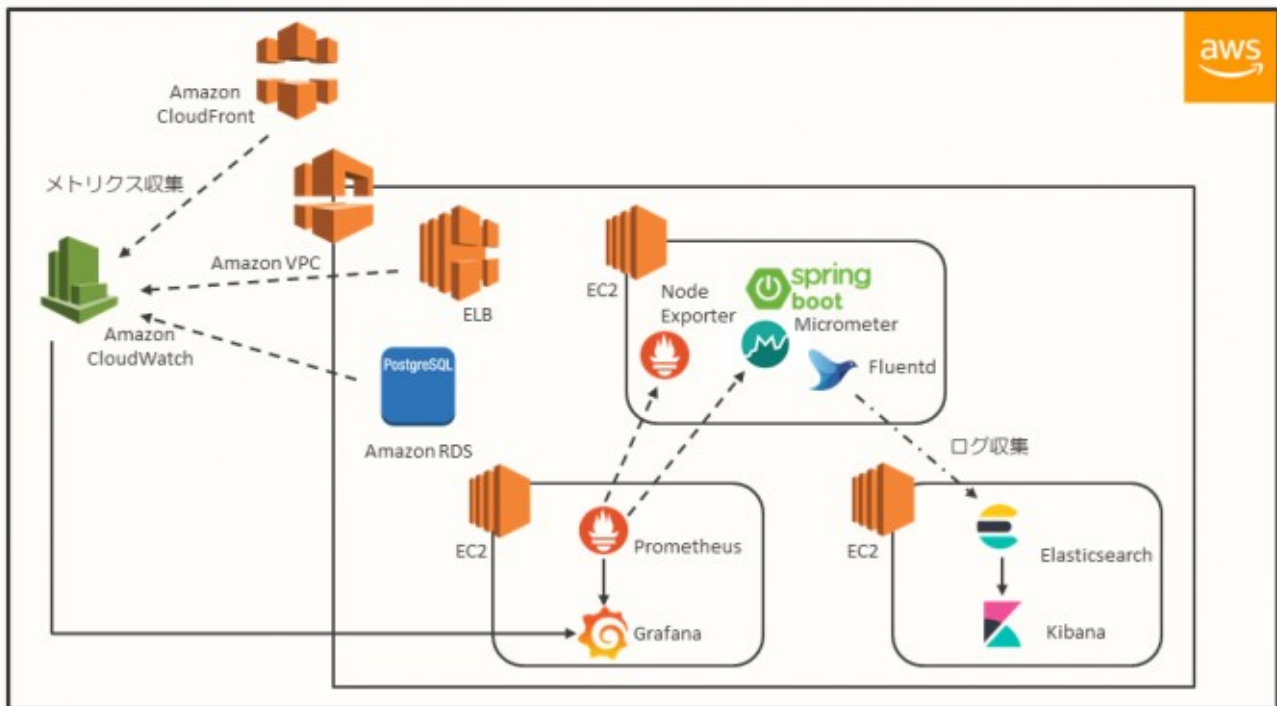 aws
Amazon
CloudFront
メトリクス収集
Amazon VPC
ELB
EC2
Node
Exporter
spring
boot
Micrometer
Fluentd
Amazon
CloudWatch
PostgreSQL
Amazon RDS
ログ収集
EC2
Prometheus
Grafana
EC2
Elasticsearch
Kibana